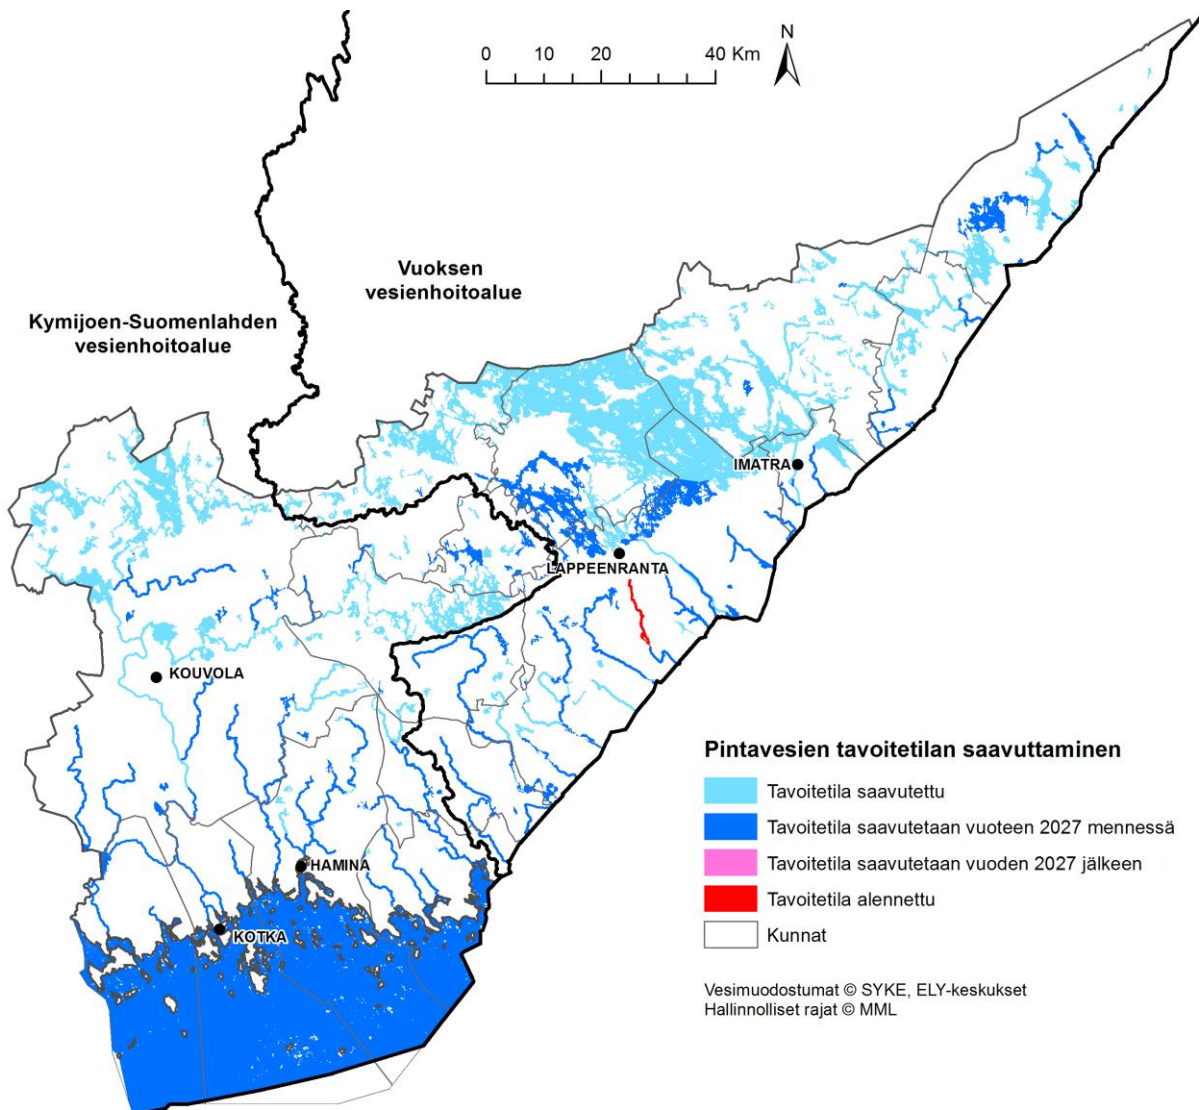 0 10 20 40 Km
N
Vuoksen
vesienhoitoalue
Kymijoen-Suomenlahden
vesienhoitoalue
IMATRA
LAPPEENRANTA
KOUVOLA
HAMINA
KOTKA
Pintavesien tavoitetilan saavuttaminen
Tavoitetila saavutettu
Tavoitetila saavutetaan vuoteen 2027 mennessä
Tavoitetila saavutetaan vuoden 2027 jälkeen
Tavoitetila alennettu
Kunnat
Vesimuodostumat © SYKE, ELY-keskukset
Hallinnolliset rajat © MML